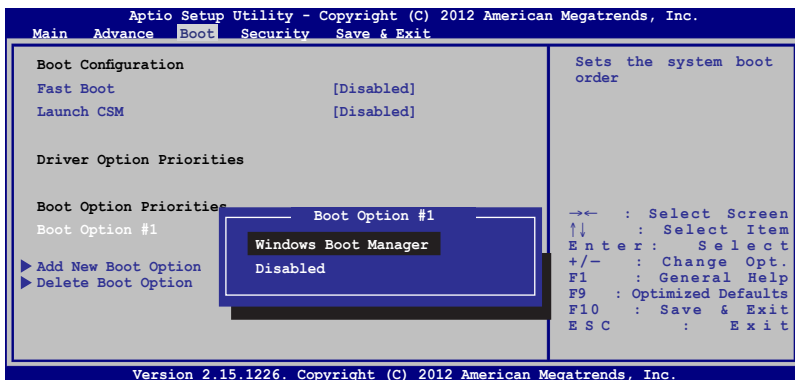 Aptio Setup Utility - Copyright (C) 2012 American Megatrends, Inc.
Main Advance Boot Security Save & Exit
Boot Configuration
Fast Boot [Disabled]
Launch CSM [Disabled]
Driver Option Priorities
Boot Option Priorities
Boot Option #1
Add New Boot Option
Delete Boot Option
Boot Option #1
Windows Boot Manager
Disabled
Sets the system boot
order
→← : Select Screen
↑↓ : Select Item
Enter: Select
+/— : Change Opt.
F1 : General Help
F9 : Optimized Defaults
F10 : Save & Exit
ESC : Exit
Version 2.15.1226. Copyright (C) 2012 American Megatrends, Inc.